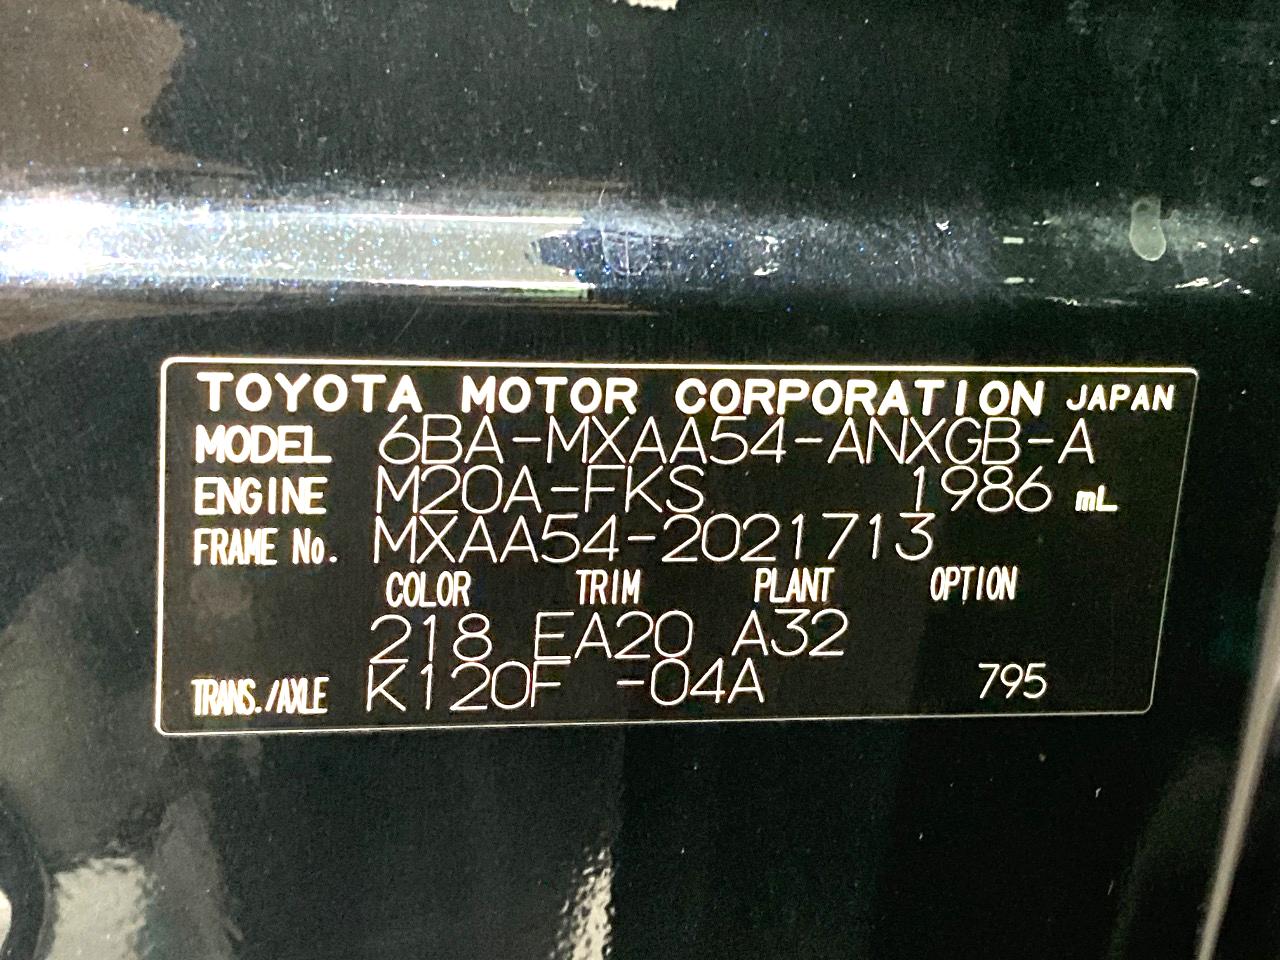 TOYOTA MOTOR CORPORATION JAPAN
MODEL 6BA-MXAA54-ANXGB-A
ENGINE M20A-FKS 1986 mL
FRAME No. MXAA54-2021713
COLOR TRIM PLANT OPTION
218 EA20 A32
TRANS./AXLE K120F -04A 795